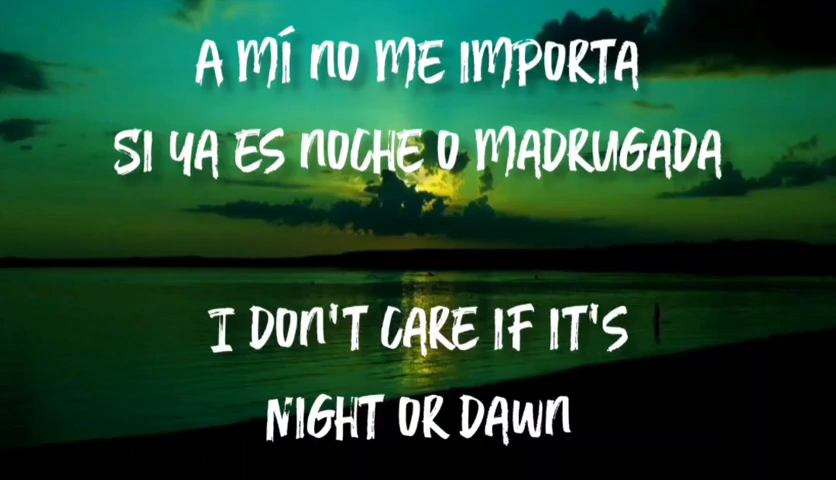 A MÍ NO ME IMPORTA
SI YA ES NOCHE O MADRUGADA
I DON'T CARE IF IT'S
NIGHT OR DAWN